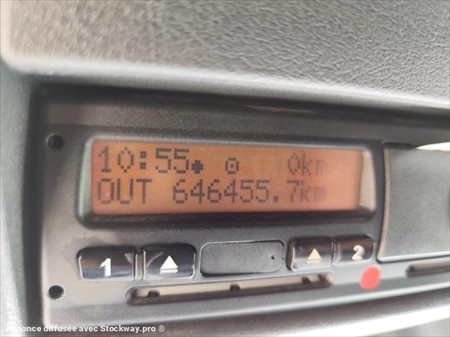 10:55 0km
OUT 646455.7km
1 2
Annonce diffusée avec Stockway.pro ®